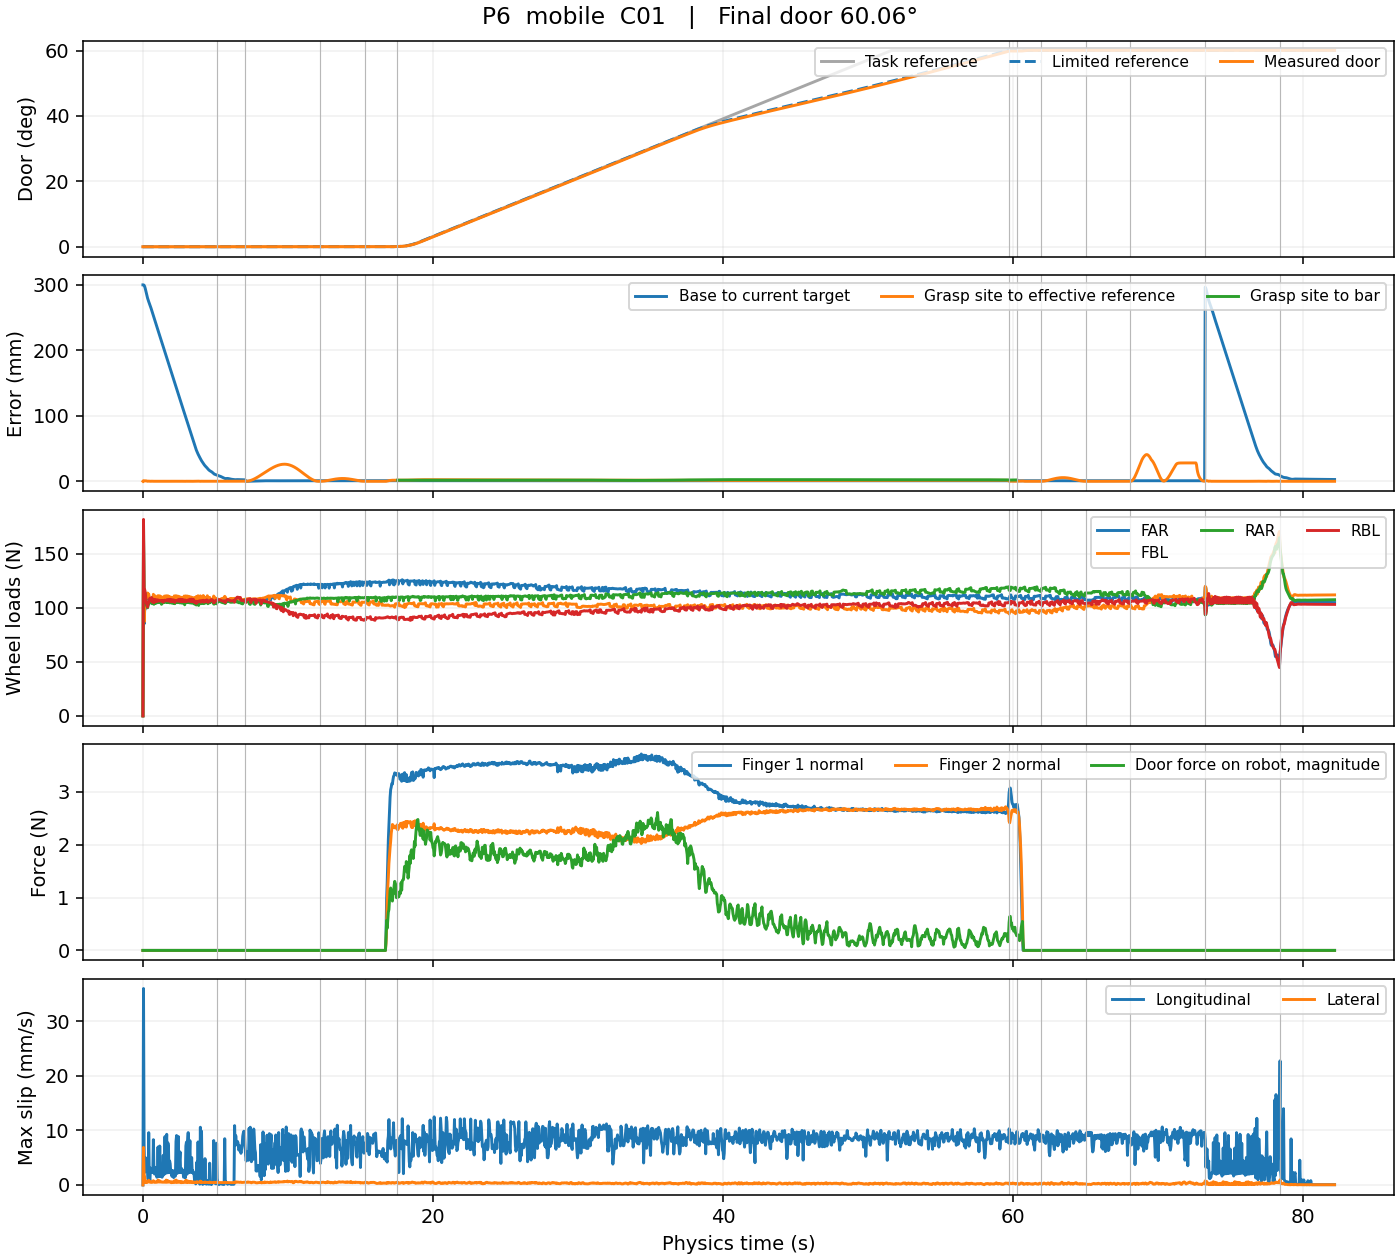 P6  mobile  C01   |   Final door 60.06°
Door (deg)
60
40
20
0
Task reference
Limited reference
Measured door
Error (mm)
300
200
100
0
Base to current target
Grasp site to effective reference
Grasp site to bar
Wheel loads (N)
150
100
50
0
FAR
RAR
RBL
FBL
Force (N)
3
2
1
0
Finger 1 normal
Finger 2 normal
Door force on robot, magnitude
Max slip (mm/s)
30
20
10
0
Longitudinal
Lateral
0
20
40
60
80
Physics time (s)